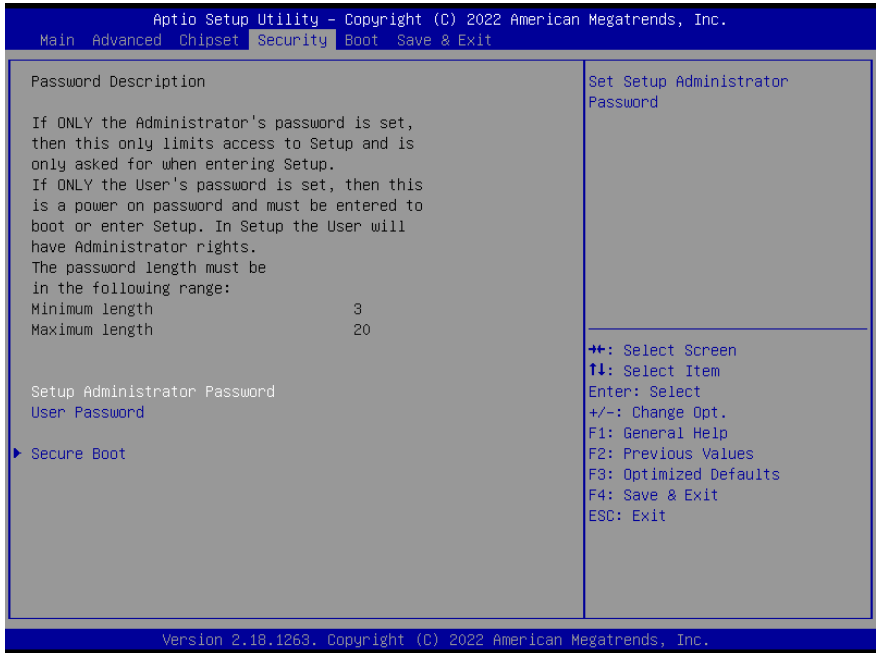 Aptio Setup Utility – Copyright (C) 2022 American Megatrends, Inc.
Main Advanced Chipset Security Boot Save & Exit
Password Description
If ONLY the Administrator's password is set,
then this only limits access to Setup and is
only asked for when entering Setup.
If ONLY the User's password is set, then this
is a power on password and must be entered to
boot or enter Setup. In Setup the User will
have Administrator rights.
The password length must be
in the following range:
Minimum length 3
Maximum length 20
Setup Administrator Password
User Password
Secure Boot
Set Setup Administrator
Password
→←: Select Screen
↑↓: Select Item
Enter: Select
+/-: Change Opt.
F1: General Help
F2: Previous Values
F3: Optimized Defaults
F4: Save & Exit
ESC: Exit
Version 2.18.1263. Copyright (C) 2022 American Megatrends, Inc.